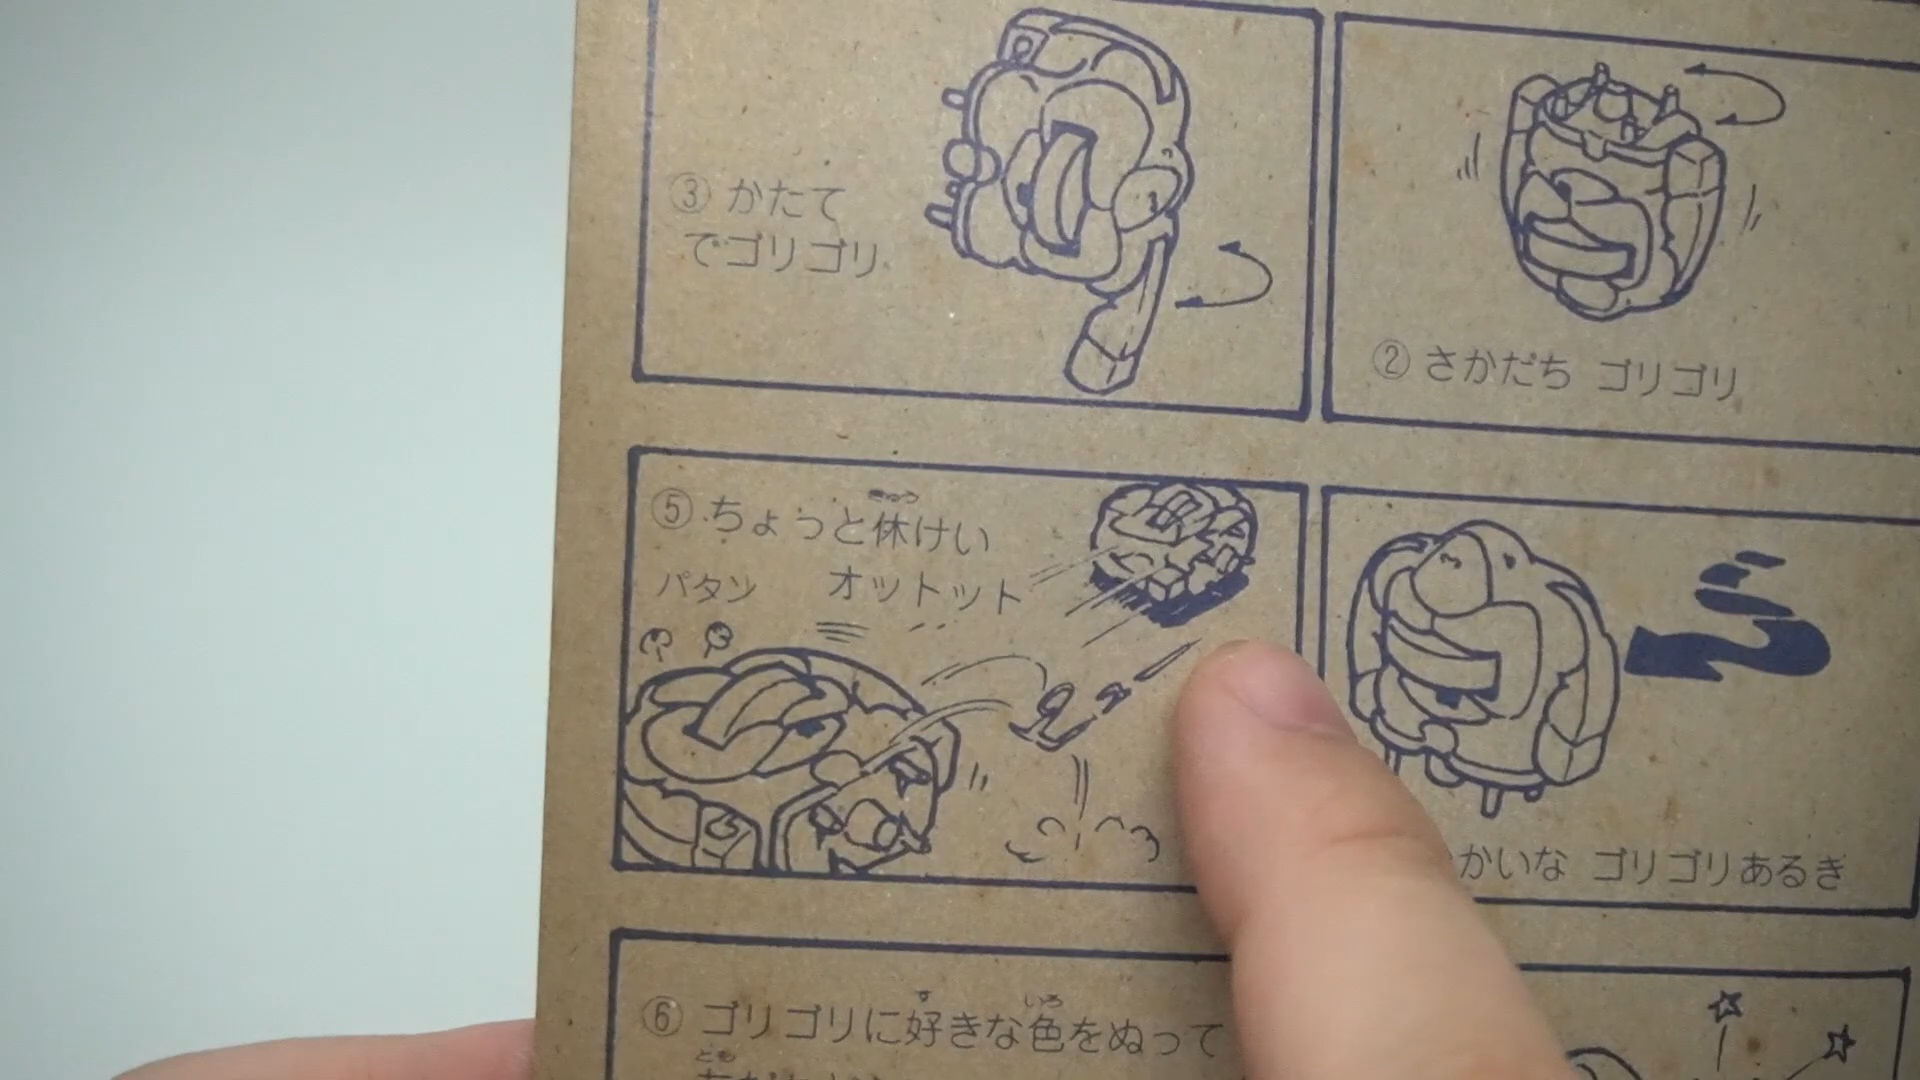 ③ かたて
でゴリゴリ
② さかだち ゴリゴリ
⑤ ちょっと休けい
きゅう
パタン オットット
かいな ゴリゴリあるき
⑥ ゴリゴリに好きな色をぬって
す いろ
とも